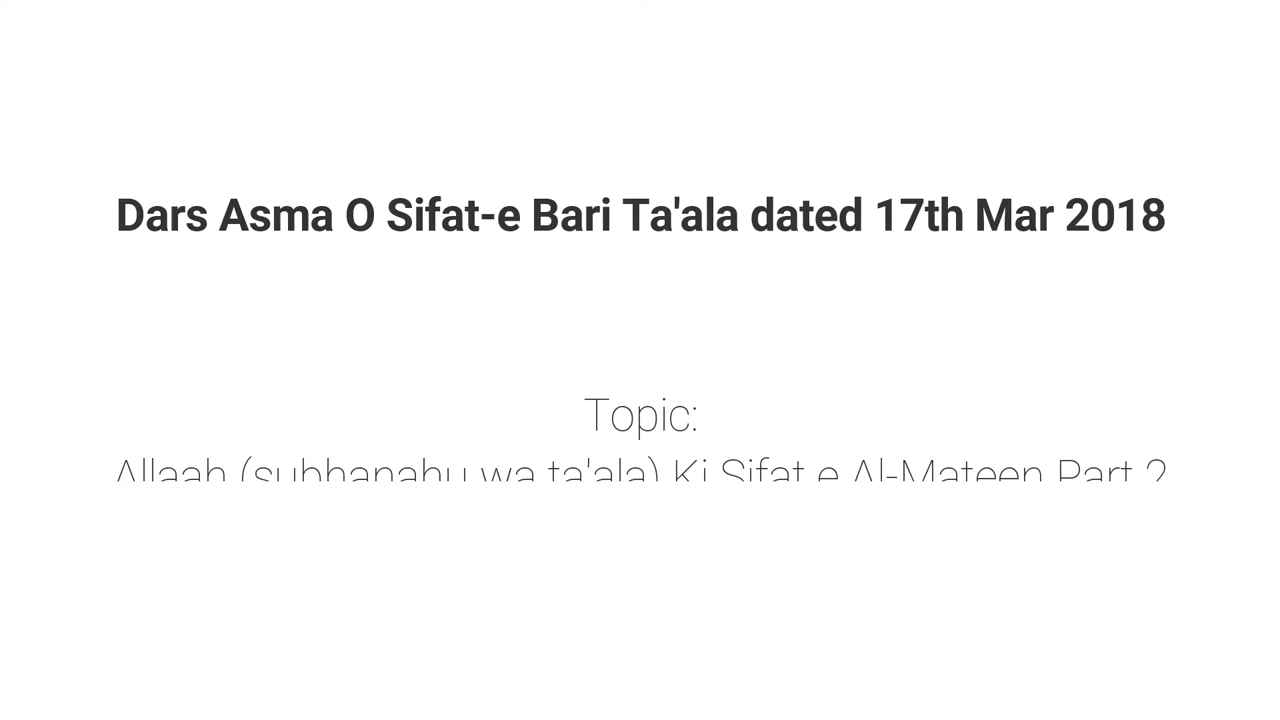 Dars Asma O Sifat-e Bari Ta'ala dated 17th Mar 2018
Topic:
Allaah (subhanahu wa ta'ala) Ki Sifat e Al-Mateen Part 2